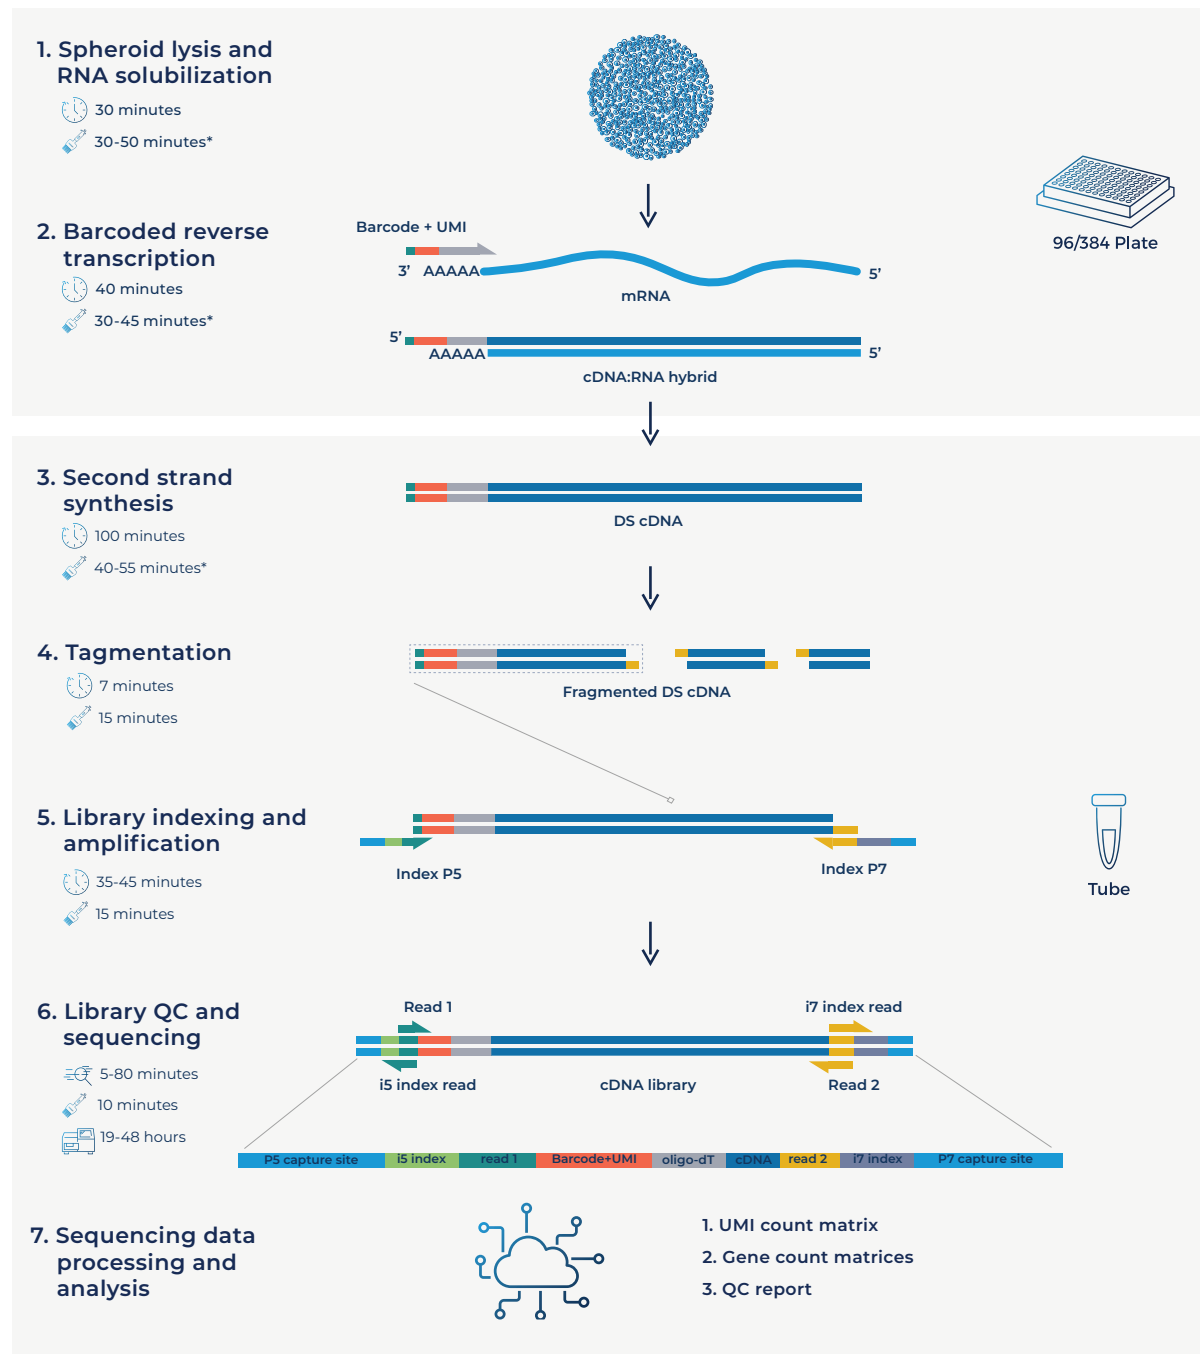 1. Spheroid lysis and
RNA solubilization
30 minutes
30-50 minutes*
96/384 Plate
2. Barcoded reverse
transcription
40 minutes
30-45 minutes*
Barcode + UMI
3’ AAAAA
5’
mRNA
5’
AAAAA
5’
cDNA:RNA hybrid
3. Second strand
synthesis
100 minutes
40-55 minutes*
DS cDNA
4. Tagmentation
7 minutes
15 minutes
Fragmented DS cDNA
5. Library indexing and
amplification
35-45 minutes
15 minutes
Index P5
Index P7
Tube
6. Library QC and
sequencing
5-80 minutes
10 minutes
19-48 hours
Read 1
i7 index read
i5 index read
cDNA library
Read 2
P5 capture site i5 index read 1 Barcode+UMI oligo-dT cDNA read 2 i7 index P7 capture site
7. Sequencing data
processing and
analysis
1. UMI count matrix
2. Gene count matrices
3. QC report